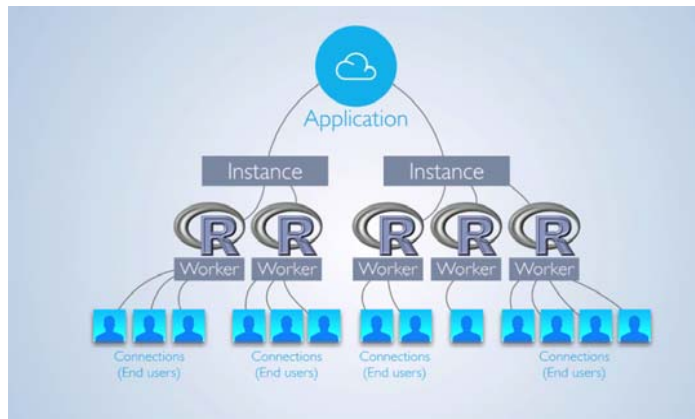 Application
Instance Instance
R R R R R
Worker Worker Worker Worker Worker
Connections Connections Connections Connections
(End users) (End users) (End users) (End users)